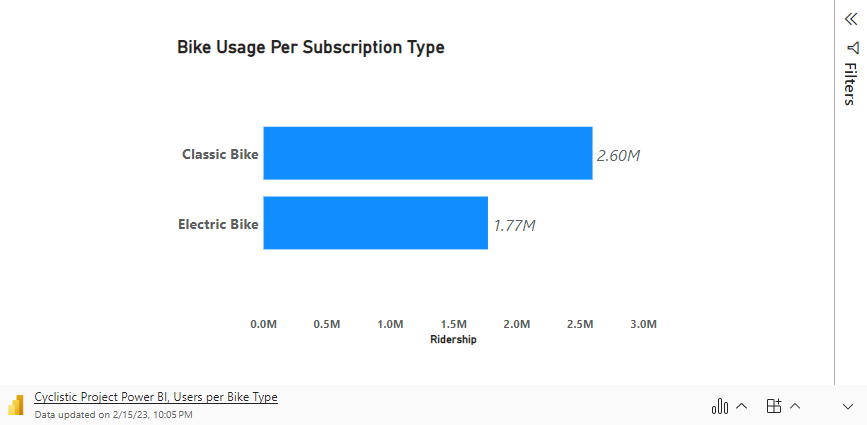 Bike Usage Per Subscription Type
Filters
Classic Bike 2.60M
Electric Bike 1.77M
0.0M 0.5M 1.0M 1.5M 2.0M 2.5M 3.0M
Ridership
Cyclistic Project Power BI, Users per Bike Type
Data updated on 2/15/23, 10:05 PM